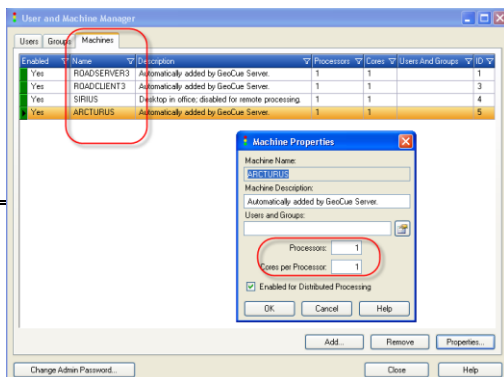 User and Machine Manager
Users Groups Machines
Enabled Name Description Processors Cores Users And Groups ID
Yes ROADSERVER3 Automatically added by GeoCue Server. 1 1 1
Yes ROADCLIENT3 Automatically added by GeoCue Server. 1 1 3
Yes SIRIUS Desktop in office; disabled for remote processing. 1 1 4
Yes ARCTURUS Automatically added by GeoCue Server. 1 1 5
Machine Properties
Machine Name:
ARCTURUS
Machine Description:
Automatically added by GeoCue Server.
Users and Groups:
Processors: 1
Cores per Processor: 1
Enabled for Distributed Processing
OK Cancel Help
Add... Remove Properties...
Change Admin Password... Close Help